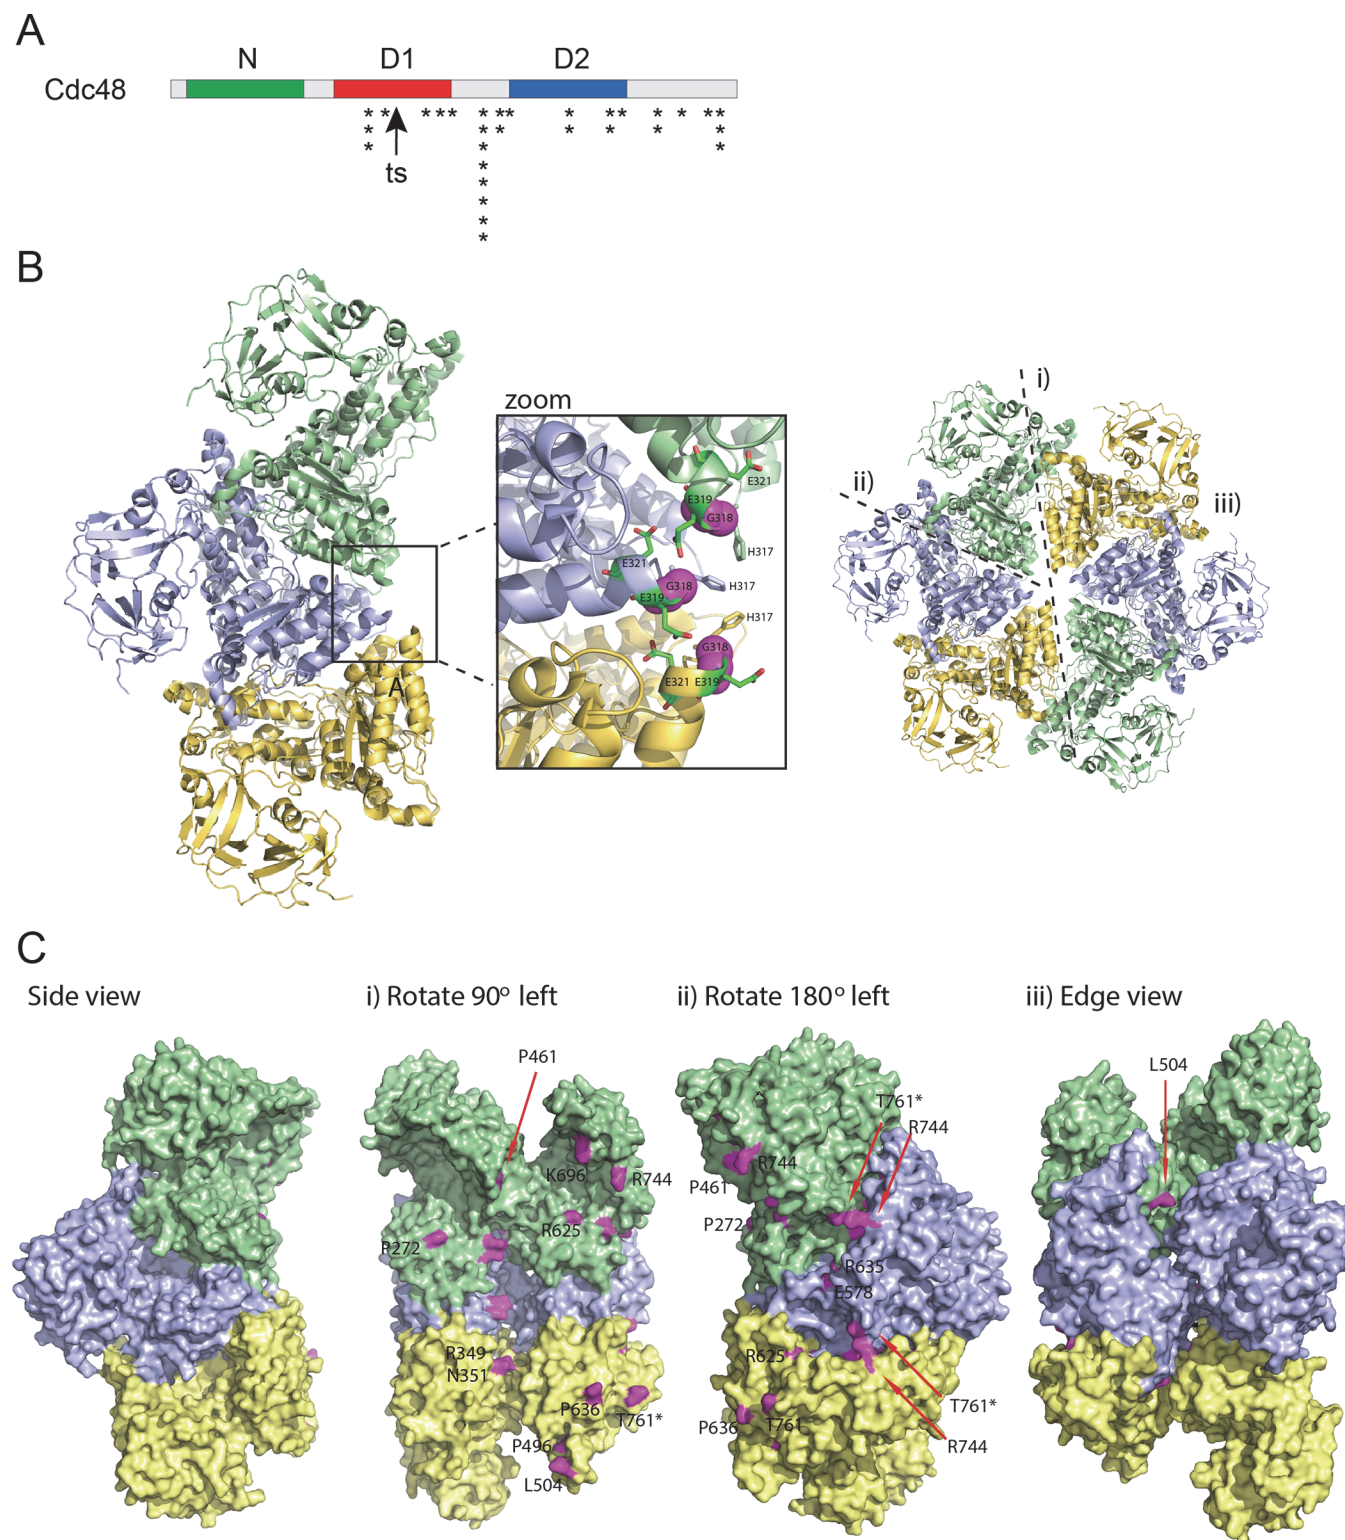 A
N D1 D2
Cdc48
* * * * * * ** * ** * * **
* * * * * * *
* * *
ts
*
*
*
*
*
B
zoom
E321
E319
G318
H317
E321
G318
H317
E319
H317
G318
E321 E319
A
i)
ii)
iii)
C
Side view
i) Rotate 90º left
ii) Rotate 180º left
iii) Edge view
P461
K696
R744
R625
P272
R349
N351
P636
T761*
P496
L504
T761*
R744
R744
P461
P272
R635
E578
R625
P636
T761
T761*
R744
L504